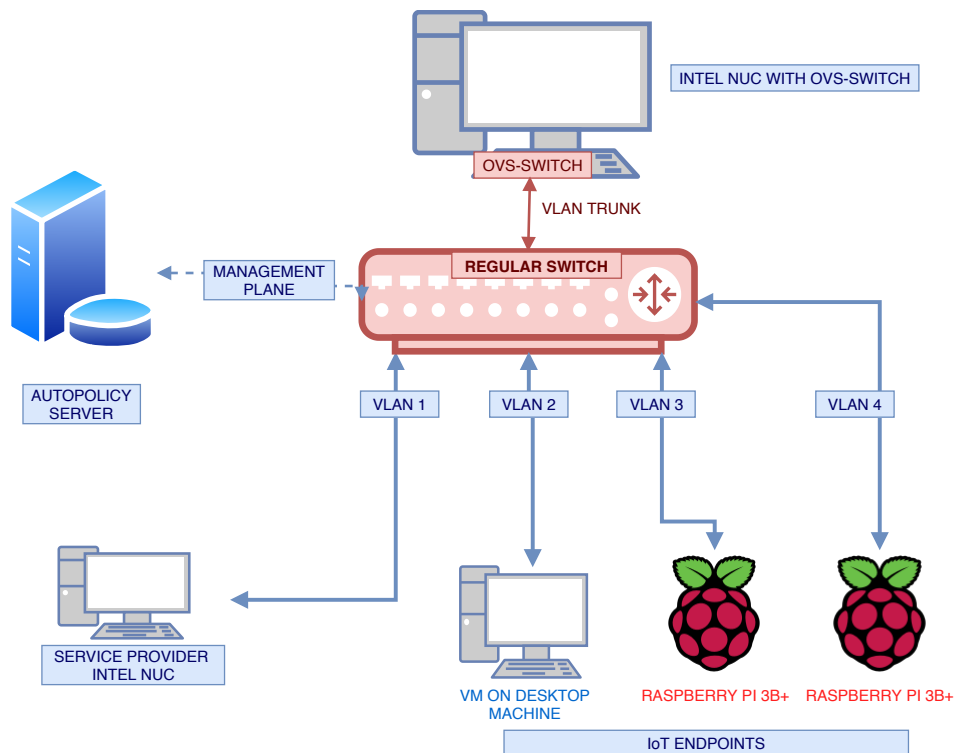 INTEL NUC WITH OVS-SWITCH
OVS-SWITCH
VLAN TRUNK
REGULAR SWITCH
MANAGEMENT
PLANE
AUTOPOLICY
SERVER
VLAN 1
VLAN 2
VLAN 3
VLAN 4
SERVICE PROVIDER
INTEL NUC
VM ON DESKTOP
MACHINE
RASPBERRY PI 3B+
RASPBERRY PI 3B+
IoT ENDPOINTS